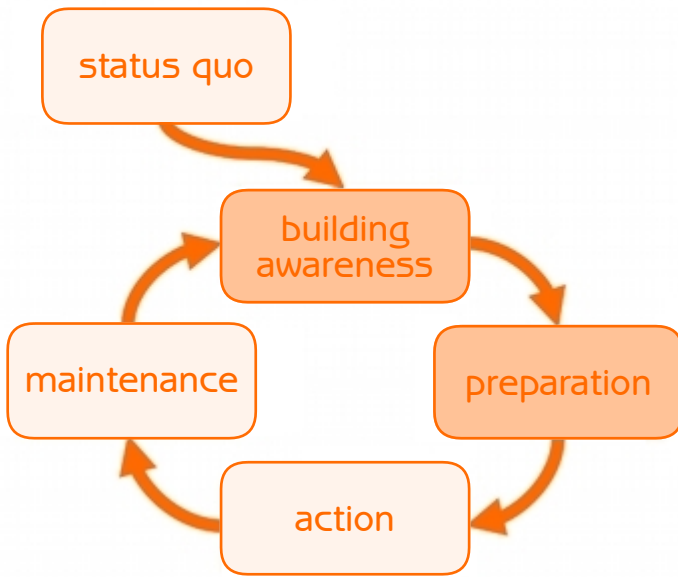 status quo
building
awareness
maintenance
preparation
action